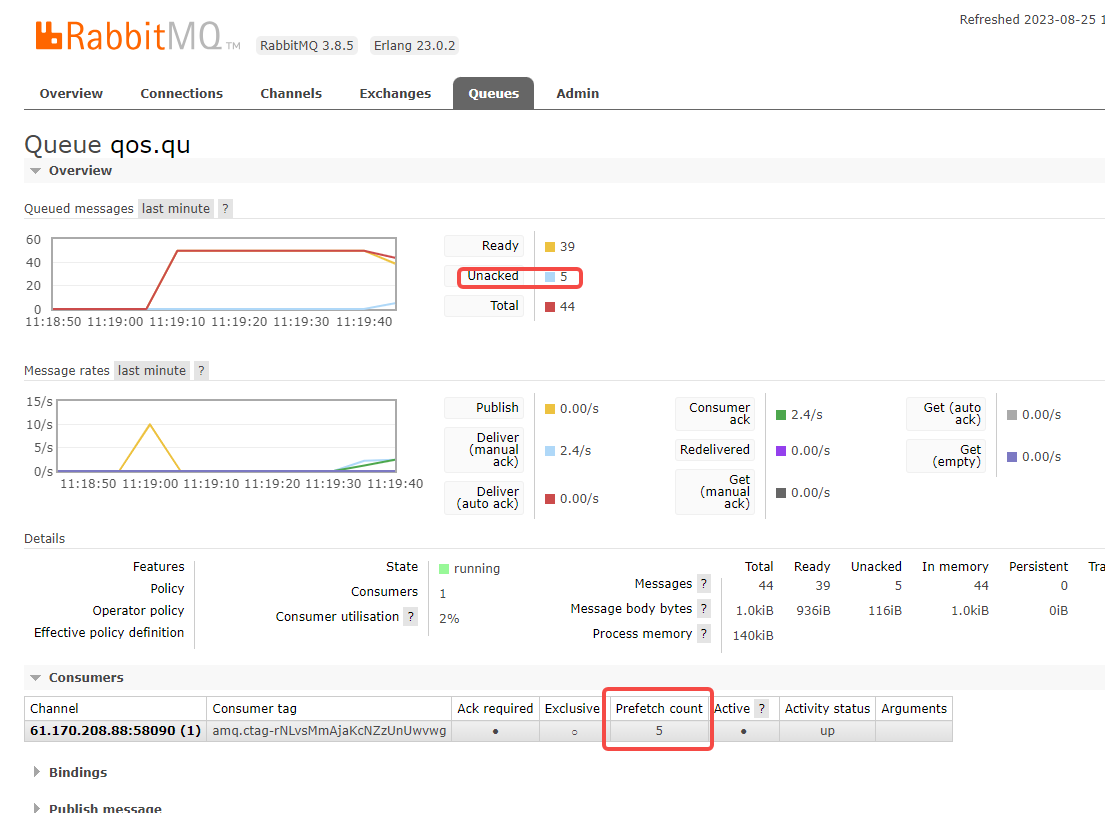 Refreshed 2023-08-25 1
RabbitMQ TM RabbitMQ 3.8.5 Erlang 23.0.2
Overview Connections Channels Exchanges Queues Admin
Queue qos.qu
Overview
Queued messages last minute ?
60
40
20
0
11:18:50 11:19:00 11:19:10 11:19:20 11:19:30 11:19:40
Ready 39
Unacked 5
Total 44
Message rates last minute ?
15/s
10/s
5/s
0/s
11:18:50 11:19:00 11:19:10 11:19:20 11:19:30 11:19:40
Publish 0.00/s
Deliver
(manual
ack)
2.4/s
Deliver
(auto ack)
0.00/s
Consumer
ack
2.4/s
Redelivered 0.00/s
Get
(manual
ack)
0.00/s
Get (auto
ack)
0.00/s
Get
(empty)
0.00/s
Details
Features
Policy
Operator policy
Effective policy definition
State running
Consumers 1
Consumer utilisation ? 2%
Total Ready Unacked In memory Persistent Tra
Messages ? 44 39 5 44 0
Message body bytes ? 1.0kiB 936iB 116iB 1.0kiB 0iB
Process memory ? 140kiB
Consumers
Channel Consumer tag Ack required Exclusive Prefetch count Active ? Activity status Arguments
61.170.208.88:58090 (1) amq.ctag-rNLvsMmAjaKcNZzUnUwvwg ● ○ 5 ● up
Bindings
Publish message